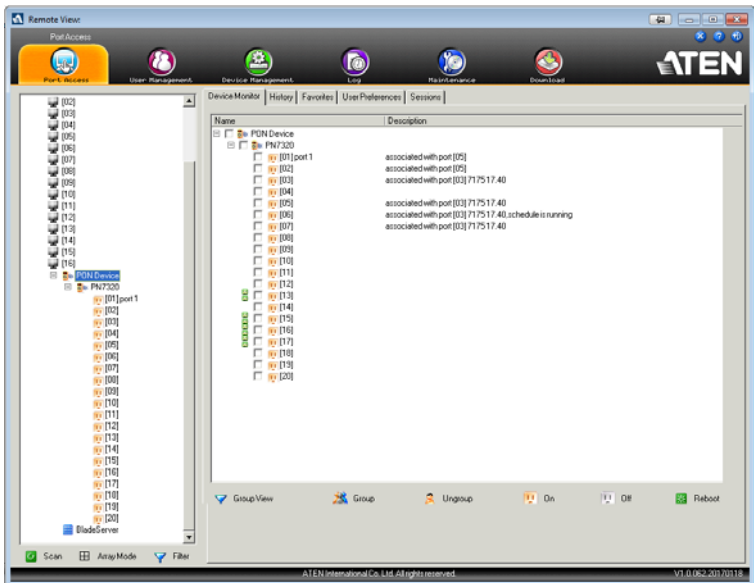 Remote View:
PortAccess
Port Access
User Management
Device Management
Log
Maintenance
Download
ATEN
[02]
[03]
[04]
[05]
[06]
[07]
[08]
[09]
[10]
[11]
[12]
[13]
[14]
[15]
[16]
PON Device
PN7320
[01]port 1
[02]
[03]
[04]
[05]
[06]
[07]
[08]
[09]
[10]
[11]
[12]
[13]
[14]
[15]
[16]
[17]
[18]
[19]
[20]
BladeServer
Scan Array Mode Filter
Device Monitor History Favorites User Preferences Sessions
Name Description
PON Device
PN7320
[01]port 1 associated with port [05]
[02] associated with port [05]
[03] associated with port [03] 717517.40
[04]
[05] associated with port [03] 717517.40
[06] associated with port [03] 717517.40,schedule is running
[07] associated with port [03] 717517.40
[08]
[09]
[10]
[11]
[12]
[13]
[14]
[15]
[16]
[17]
[18]
[19]
[20]
Group View Group Ungroup On Off Reboot
ATEN International Co. Ltd. All rights reserved. V1.0.062.20170118